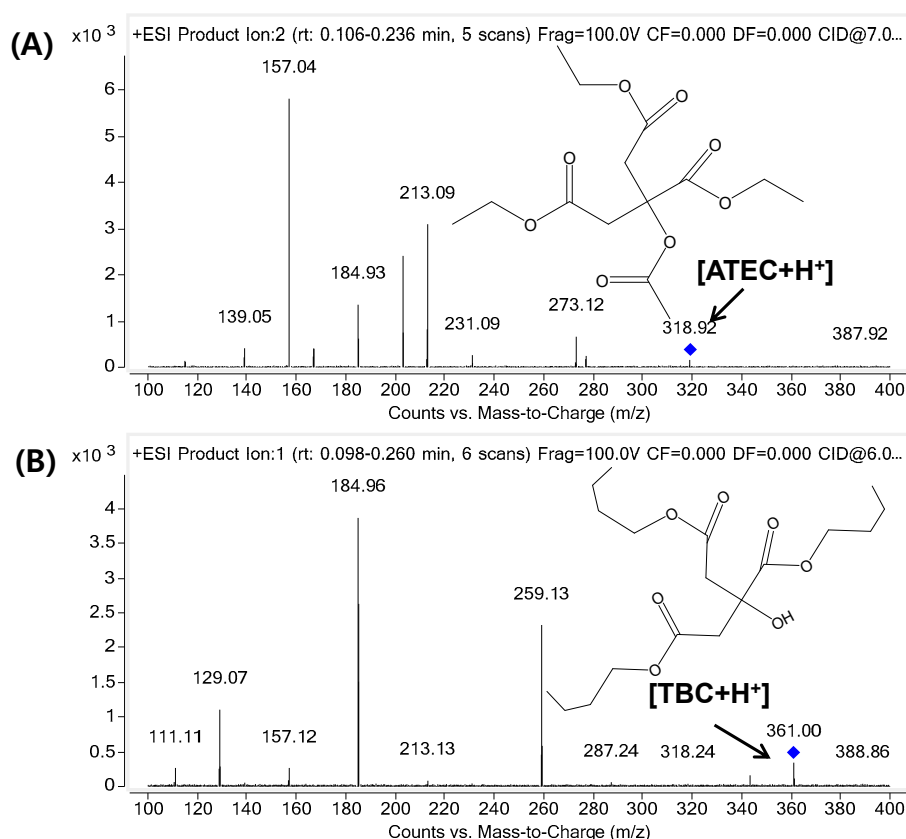 (A)
x10 3
+ESI Product Ion:2 (rt: 0.106-0.236 min, 5 scans) Frag=100.0V CF=0.000 DF=0.000 CID@7.0...
157.04
6
5
4
3
2
1
0
213.09
184.93
139.05
231.09
273.12
318.92
387.92
[ATEC+H+]
O
O
O
O
O
O
O
O
100 120 140 160 180 200 220 240 260 280 300 320 340 360 380 400
Counts vs. Mass-to-Charge (m/z)
(B)
x10 3
+ESI Product Ion:1 (rt: 0.098-0.260 min, 6 scans) Frag=100.0V CF=0.000 DF=0.000 CID@6.0...
184.96
4
3.5
3
2.5
2
1.5
1
0.5
0
259.13
129.07
111.11
157.12
213.13
287.24
318.24
361.00
388.86
[TBC+H+]
O
O
O
O
O
O
OH
100 120 140 160 180 200 220 240 260 280 300 320 340 360 380 400
Counts vs. Mass-to-Charge (m/z)